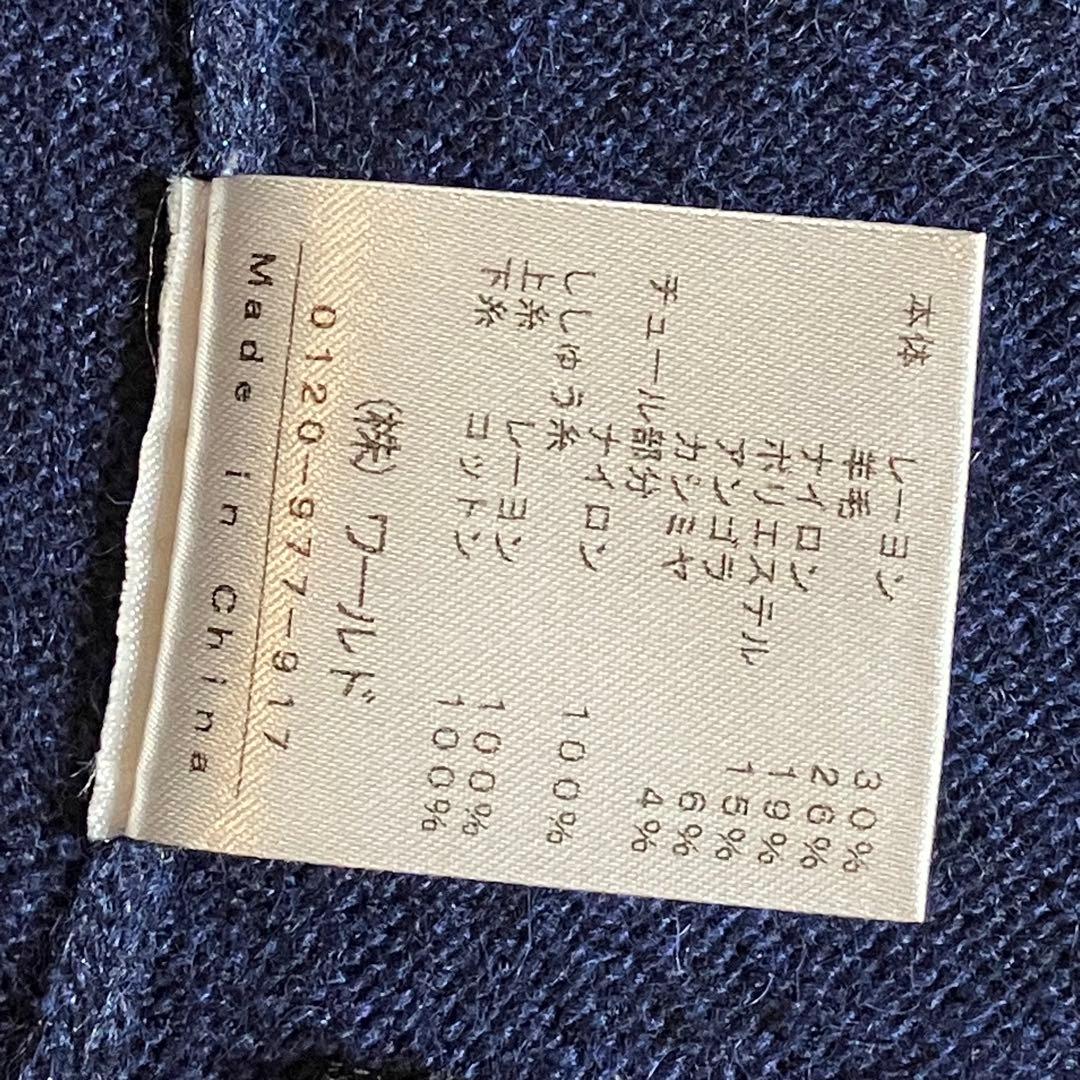 本体
レーヨン 30%
羊毛 26%
ナイロン 19%
ポリエステル 15%
アンゴラ 6%
カシミヤ 4%
チュール部分
ナイロン 100%
ししゅう糸
上糸 レーヨン 100%
下糸 コットン 100%
(株) ワールド
0120-977-917
Made in China